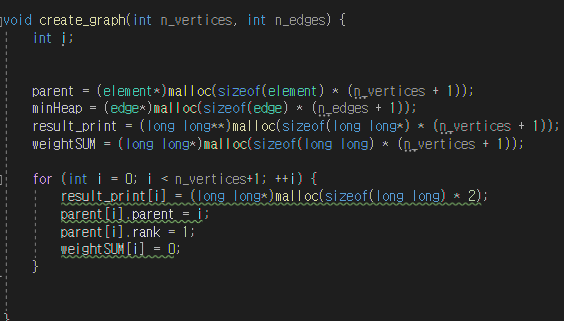 void create_graph(int n_vertices, int n_edges) {
int i;
parent = (element*)malloc(sizeof(element) * (n_vertices + 1));
minHeap = (edge*)malloc(sizeof(edge) * (n_edges + 1));
result_print = (long long**)malloc(sizeof(long long*) * (n_vertices + 1));
weightSUM = (long long*)malloc(sizeof(long long) * (n_vertices + 1));
for (int i = 0; i < n_vertices+1; ++i) {
result_print[i] = (long long*)malloc(sizeof(long long) * 2);
parent[i].parent = i;
parent[i].rank = 1;
weightSUM[i] = 0;
}
}